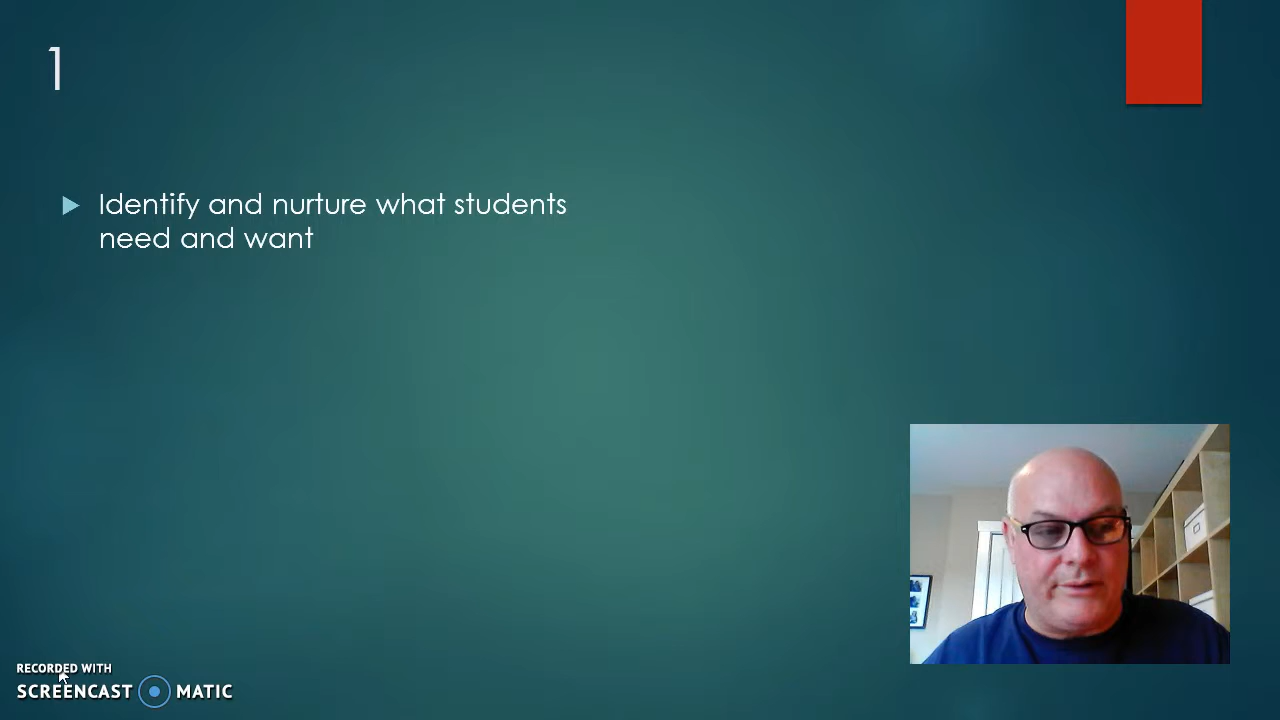 1
Identify and nurture what students
need and want
RECORDED WITH
SCREENCAST MATIC